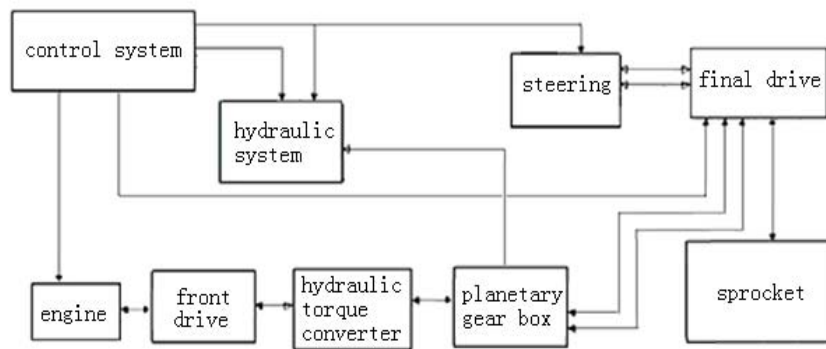 control system
steering
final drive
hydraulic
system
engine
front
drive
hydraulic
torque
converter
planetary
gear box
sprocket